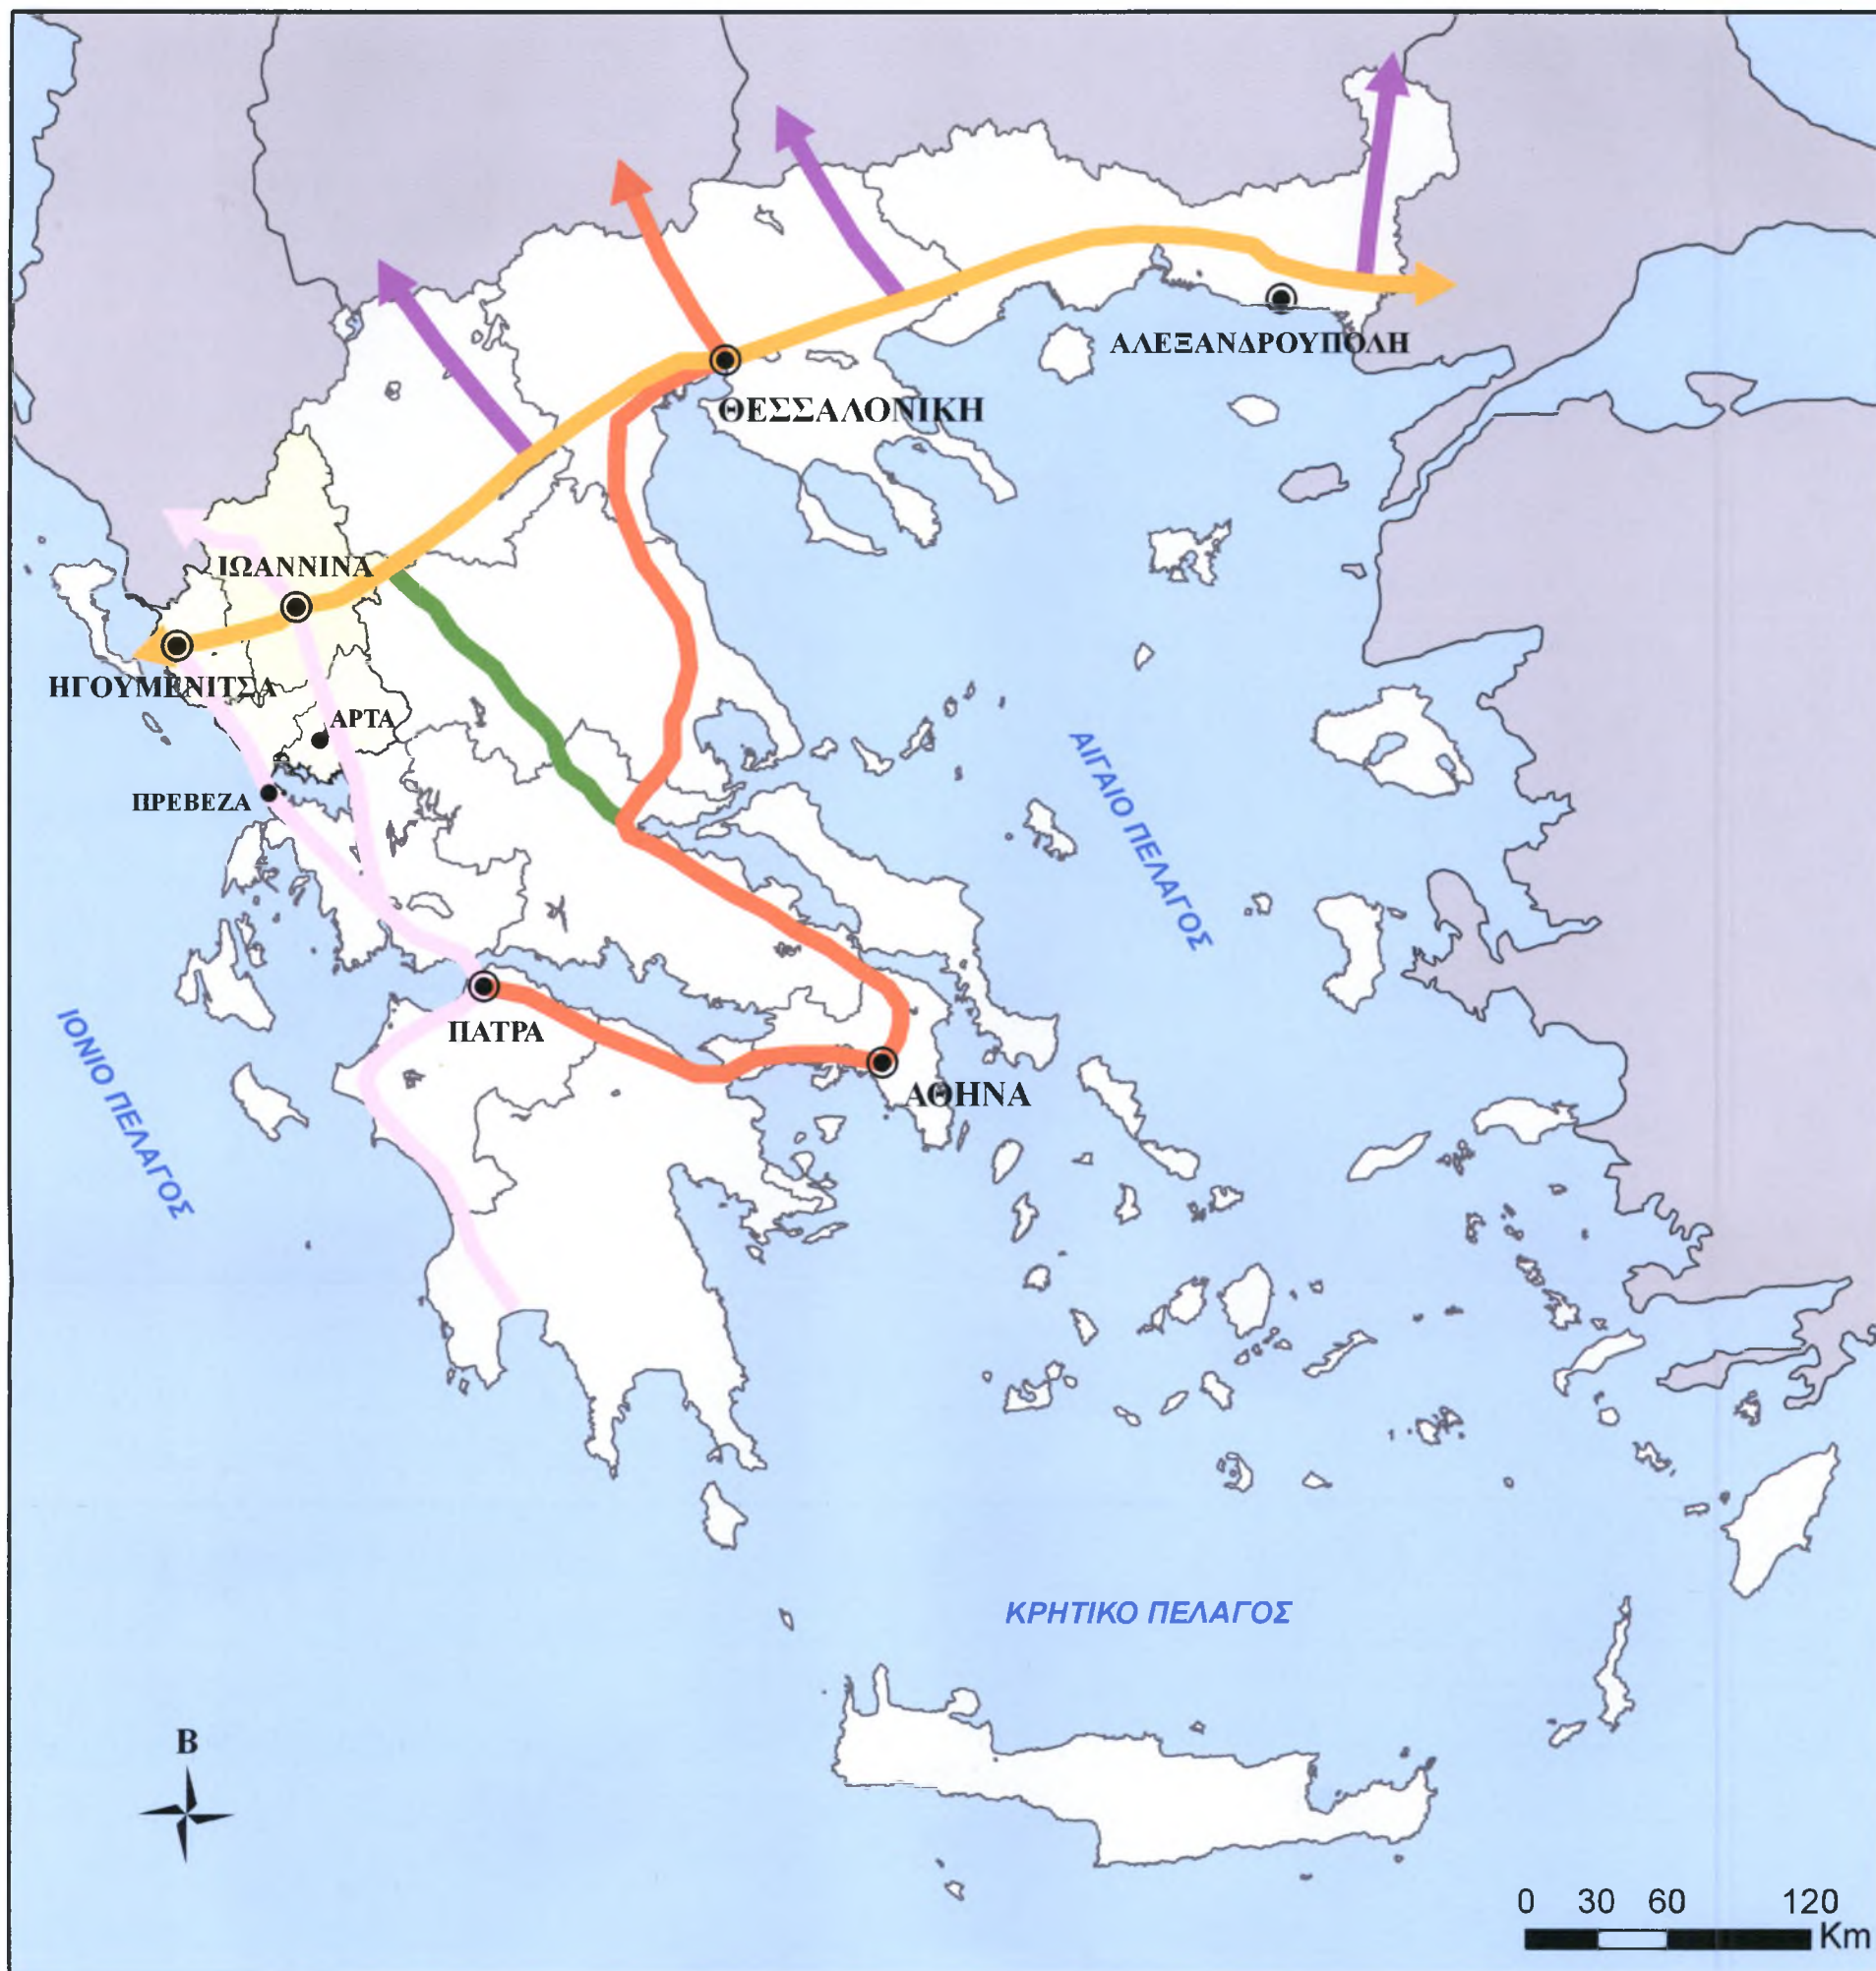 ΑΛΕΞΑΝΔΡΟΥΠΟΛΗ
ΘΕΣΣΑΛΟΝΙΚΗ
ΙΩΑΝΝΙΝΑ
ΗΓΟΥΜΕΝΙΤΣΑ
ΑΡΤΑ
ΠΡΕΒΕΖΑ
ΑΙΓΑΙΟ ΠΕΛΑΓΟΣ
ΠΑΤΡΑ
ΙΟΝΙΟ ΠΕΛΑΓΟΣ
ΑΘΗΝΑ
ΚΡΗΤΙΚΟ ΠΕΛΑΓΟΣ
Β
0 30 60 120
Km